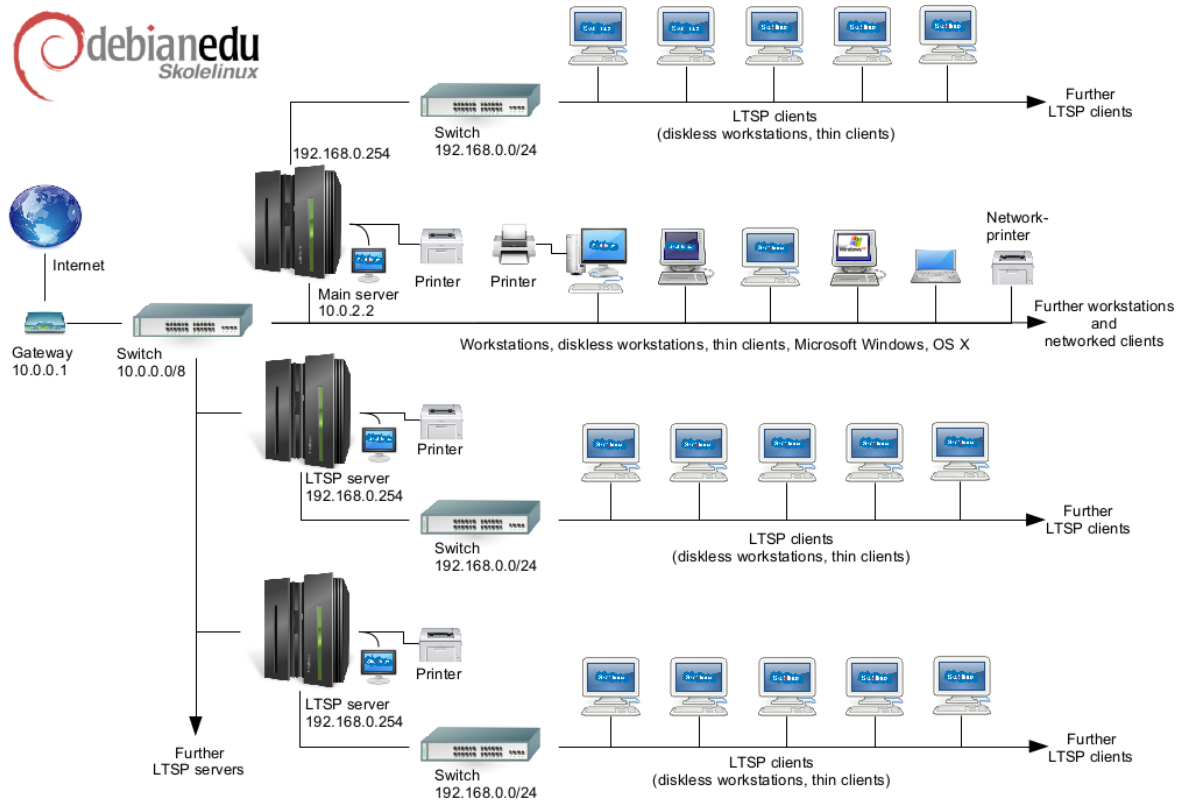 debianedu
Skolelinux
Switch
192.168.0.0/24
LTSP clients
(diskless workstations, thin clients)
Further
LTSP clients
192.168.0.254
Internet
Main server
10.0.2.2
Printer
Printer
Network-
printer
Gateway
10.0.0.1
Switch
10.0.0.0/8
Workstations, diskless workstations, thin clients, Microsoft Windows, OS X
Further workstations
and
networked clients
Printer
LTSP server
192.168.0.254
Switch
192.168.0.0/24
LTSP clients
(diskless workstations, thin clients)
Further
LTSP clients
Printer
LTSP server
192.168.0.254
Switch
192.168.0.0/24
LTSP clients
(diskless workstations, thin clients)
Further
LTSP clients
Further
LTSP servers